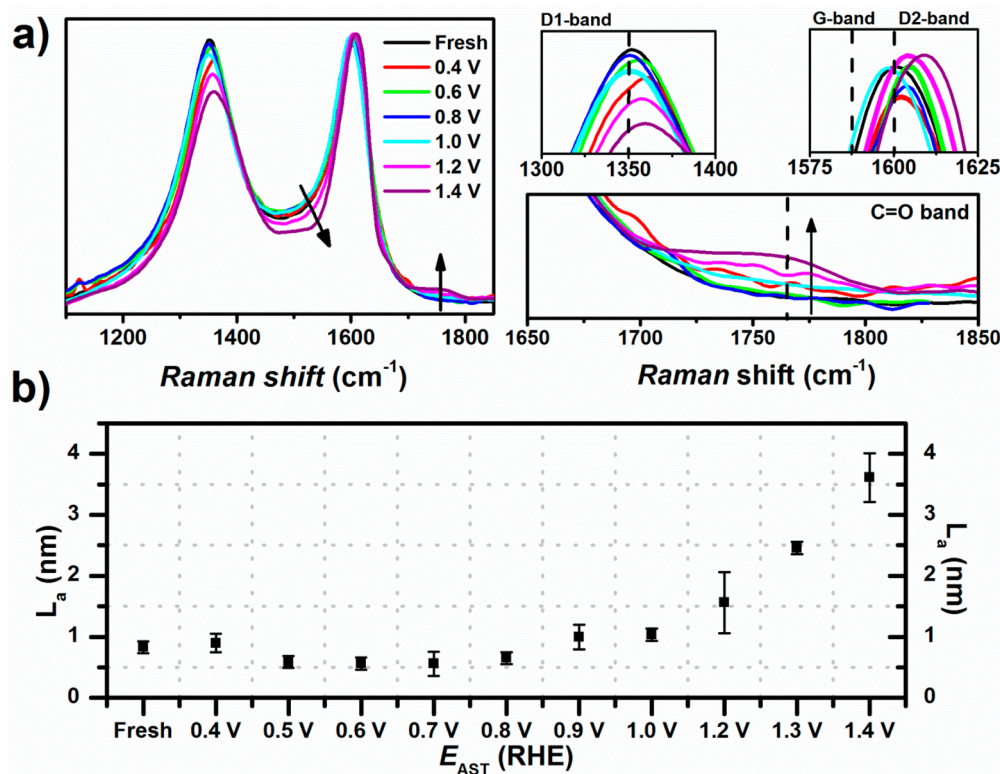 a)
Fresh
0.4 V
0.6 V
0.8 V
1.0 V
1.2 V
1.4 V
1200 1400 1600 1800
Raman shift (cm-1)
D1-band
1300 1350 1400
G-band D2-band
1575 1600 1625
C=O band
1650 1700 1750 1800 1850
Raman shift (cm-1)
b)
4 4
3 3
2 2
1 1
0 0
La (nm)
La (nm)
Fresh 0.4 V 0.5 V 0.6 V 0.7 V 0.8 V 0.9 V 1.0 V 1.2 V 1.3 V 1.4 V
EAST (RHE)